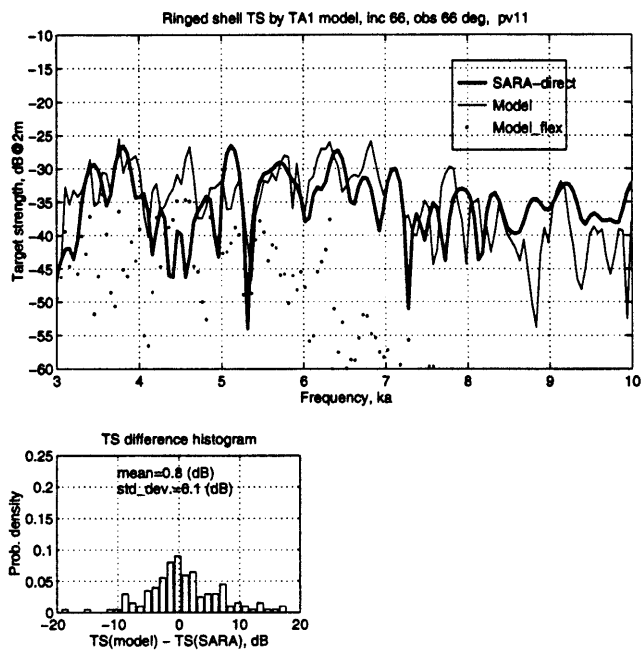 Ringed shell TS by TA1 model, inc 66, obs 66 deg, pv11
Target strength, dB@2m
-10
-15
-20
-25
-30
-35
-40
-45
-50
-55
-60
SARA-direct
Model
Model_flex
3 4 5 6 7 8 9 10
Frequency, ka
TS difference histogram
Prob. density
0.25
0.2
0.15
0.1
0.05
0
mean=0.8 (dB)
std_dev.=6.1 (dB)
-20 -10 0 10 20
TS(model) - TS(SARA), dB